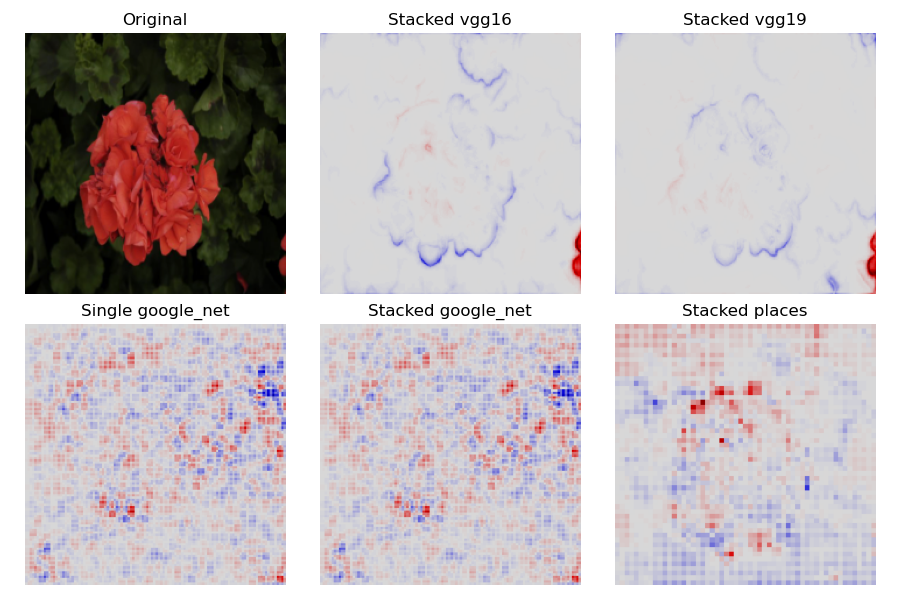 Original
Stacked vgg16
Stacked vgg19
Single google_net
Stacked google_net
Stacked places